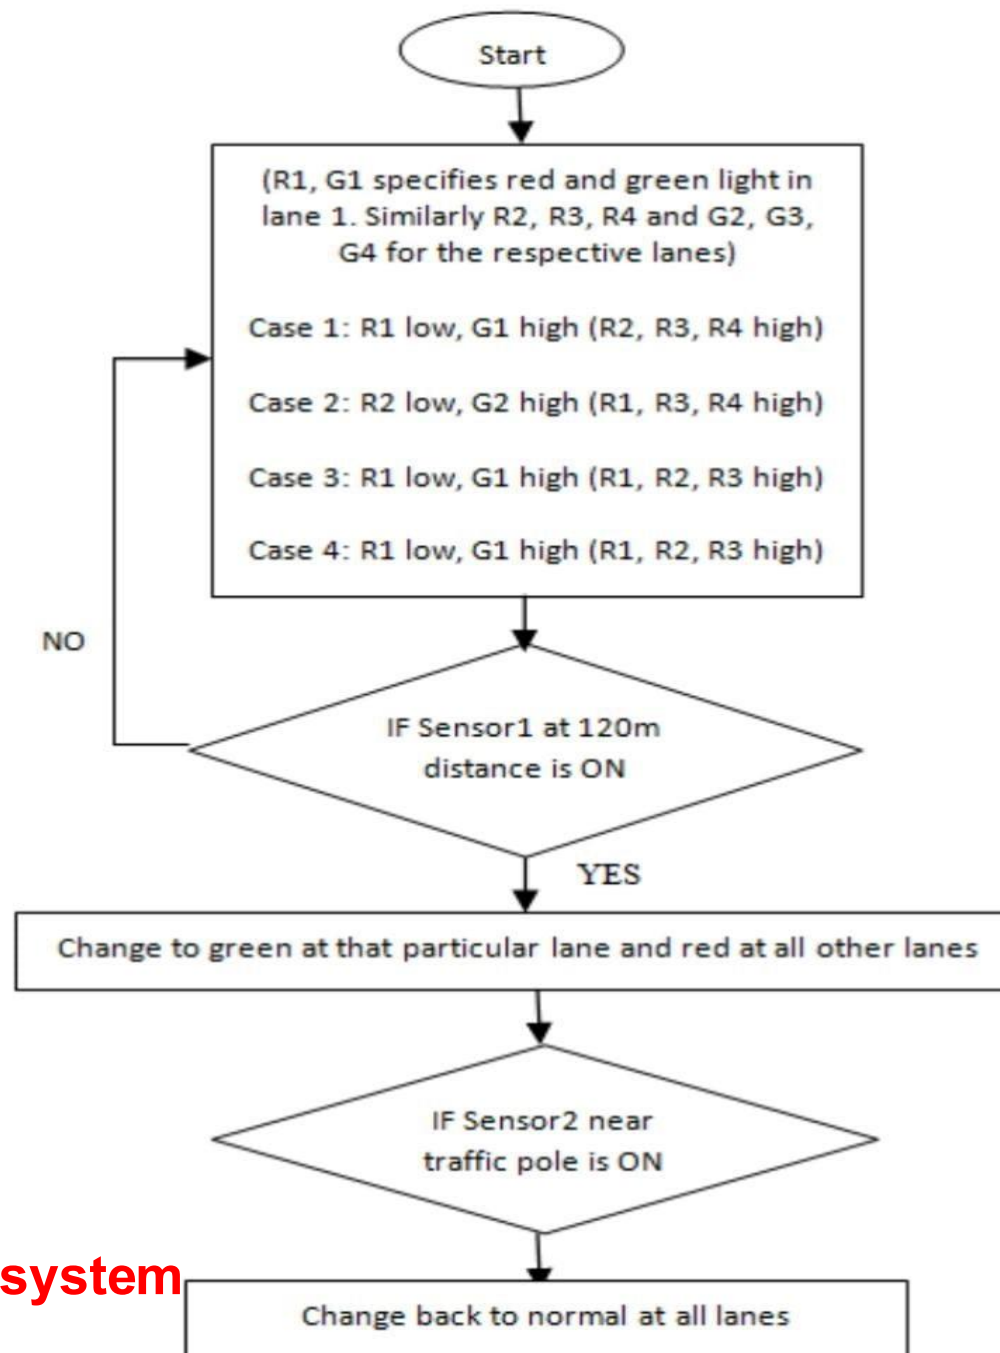 Start
(R1, G1 specifies red and green light in
lane 1. Similarly R2, R3, R4 and G2, G3,
G4 for the respective lanes)
Case 1: R1 low, G1 high (R2, R3, R4 high)
Case 2: R2 low, G2 high (R1, R3, R4 high)
Case 3: R1 low, G1 high (R1, R2, R3 high)
Case 4: R1 low, G1 high (R1, R2, R3 high)
NO
IF Sensor1 at 120m
distance is ON
YES
Change to green at that particular lane and red at all other lanes
IF Sensor2 near
traffic pole is ON
system
Change back to normal at all lanes